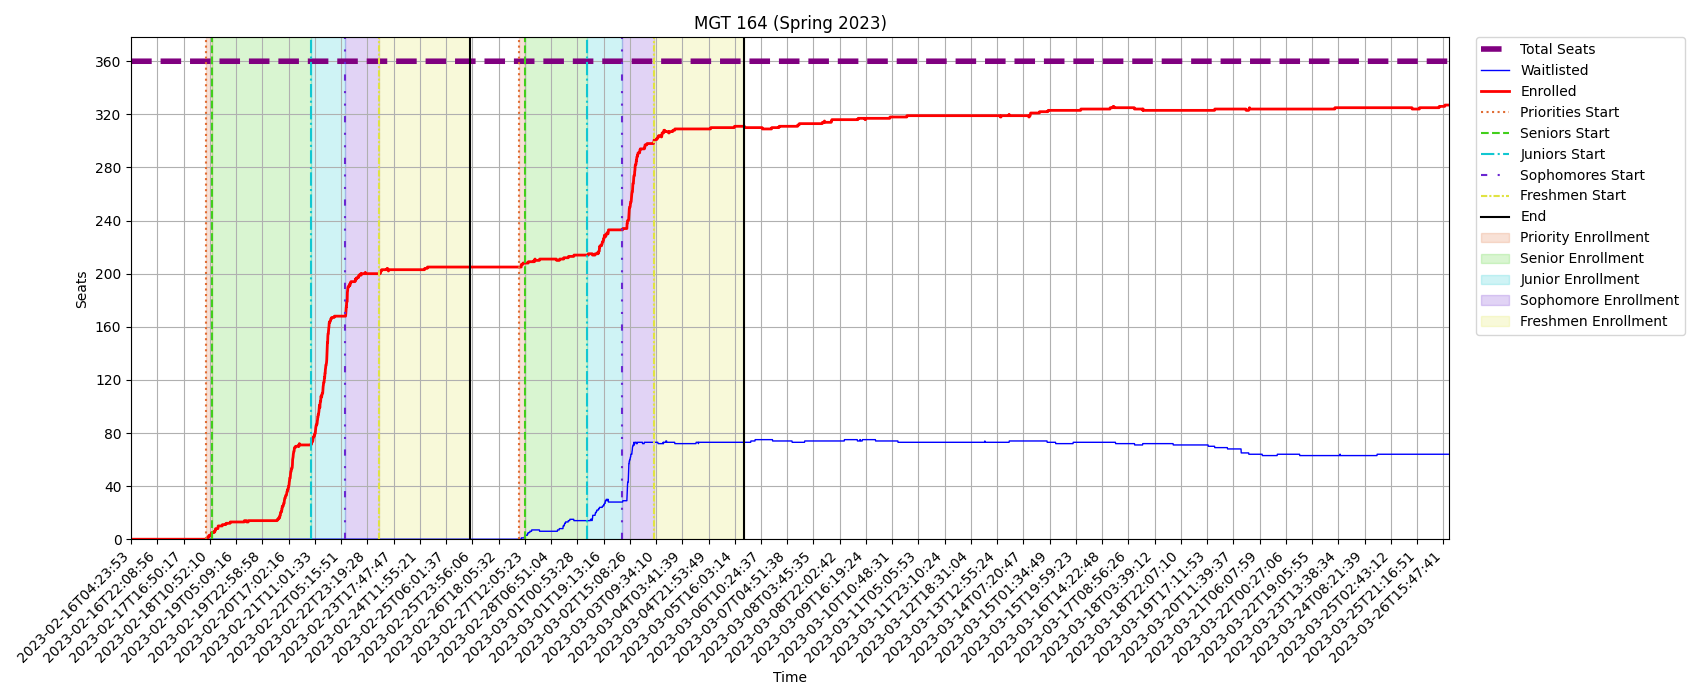 MGT 164 (Spring 2023)
Seats
360
320
280
240
200
160
120
80
40
0
2023-02-16T04:23:53
2023-02-16T22:08:56
2023-02-17T16:50:17
2023-02-18T10:52:10
2023-02-19T05:09:16
2023-02-19T22:58:58
2023-02-20T17:02:16
2023-02-21T11:01:33
2023-02-22T05:15:51
2023-02-22T23:19:28
2023-02-23T17:47:47
2023-02-24T11:55:21
2023-02-25T06:01:37
2023-02-25T23:56:06
2023-02-26T18:05:32
2023-02-27T12:05:23
2023-02-28T06:51:04
2023-03-01T00:53:28
2023-03-01T19:13:16
2023-03-02T15:08:26
2023-03-03T09:34:10
2023-03-04T03:41:39
2023-03-04T21:53:49
2023-03-05T16:03:14
2023-03-06T10:24:37
2023-03-07T04:51:38
2023-03-08T03:45:35
2023-03-08T22:02:42
2023-03-09T16:19:24
2023-03-10T10:48:31
2023-03-11T05:05:53
2023-03-11T23:10:24
2023-03-12T18:31:04
2023-03-13T12:55:24
2023-03-14T07:20:47
2023-03-15T01:34:49
2023-03-15T19:59:23
2023-03-16T14:22:48
2023-03-17T08:56:26
2023-03-18T03:39:12
2023-03-18T22:07:10
2023-03-19T17:11:53
2023-03-20T11:39:37
2023-03-21T06:07:59
2023-03-22T00:27:06
2023-03-22T19:05:55
2023-03-23T13:38:34
2023-03-24T08:21:39
2023-03-25T02:43:12
2023-03-25T21:16:51
2023-03-26T15:47:41
Time
Total Seats
Waitlisted
Enrolled
Priorities Start
Seniors Start
Juniors Start
Sophomores Start
Freshmen Start
End
Priority Enrollment
Senior Enrollment
Junior Enrollment
Sophomore Enrollment
Freshmen Enrollment